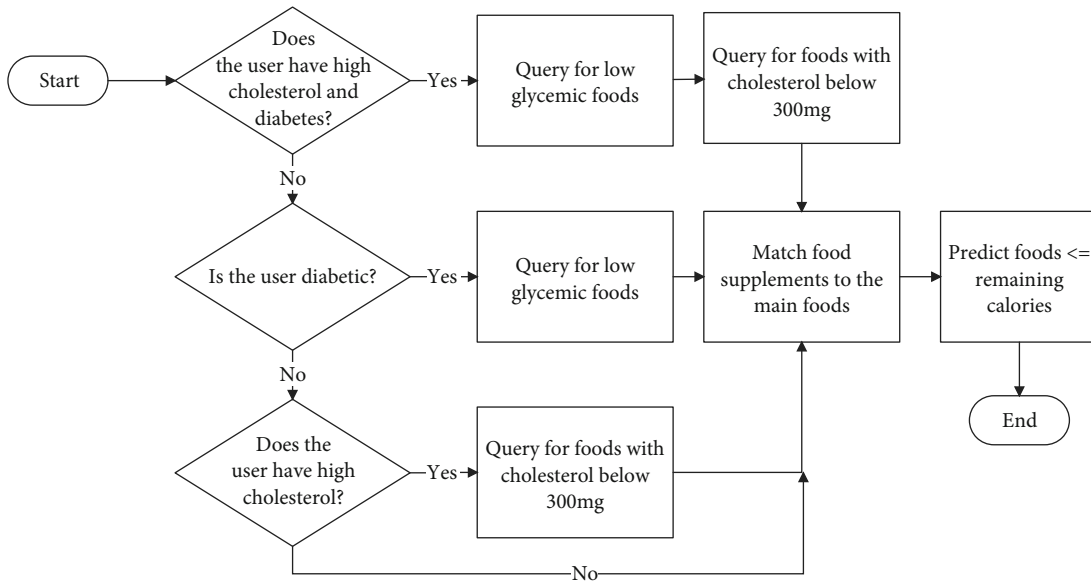 Start
Does
the user have high
cholesterol and
diabetes?
Yes
Query for low
glycemic foods
Query for foods with
cholesterol below
300mg
No
Is the user diabetic?
Yes
Query for low
glycemic foods
Match food
supplements to the
main foods
Predict foods <=
remaining
calories
No
End
Does the
user have high
cholesterol?
Yes
Query for foods with
cholesterol below
300mg
No